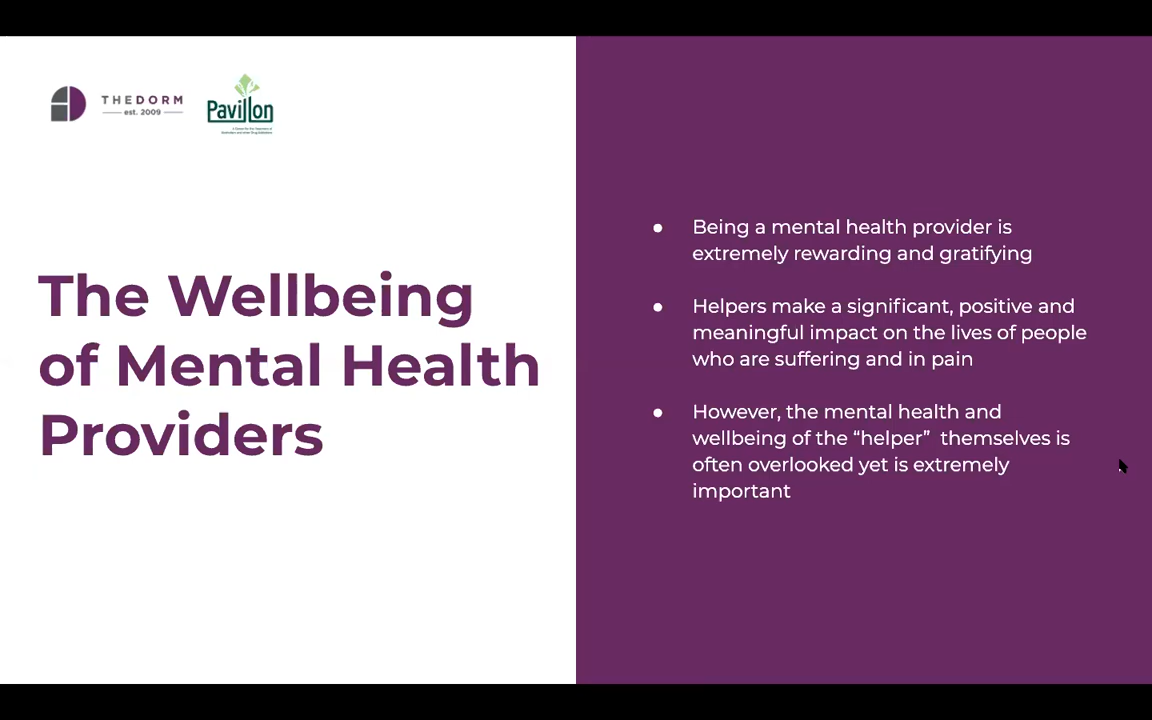 THEDORM
est. 2009
Pavillon
The Wellbeing
of Mental Health
Providers
● Being a mental health provider is
extremely rewarding and gratifying
● Helpers make a significant, positive and
meaningful impact on the lives of people
who are suffering and in pain
● However, the mental health and
wellbeing of the “helper” themselves is
often overlooked yet is extremely
important